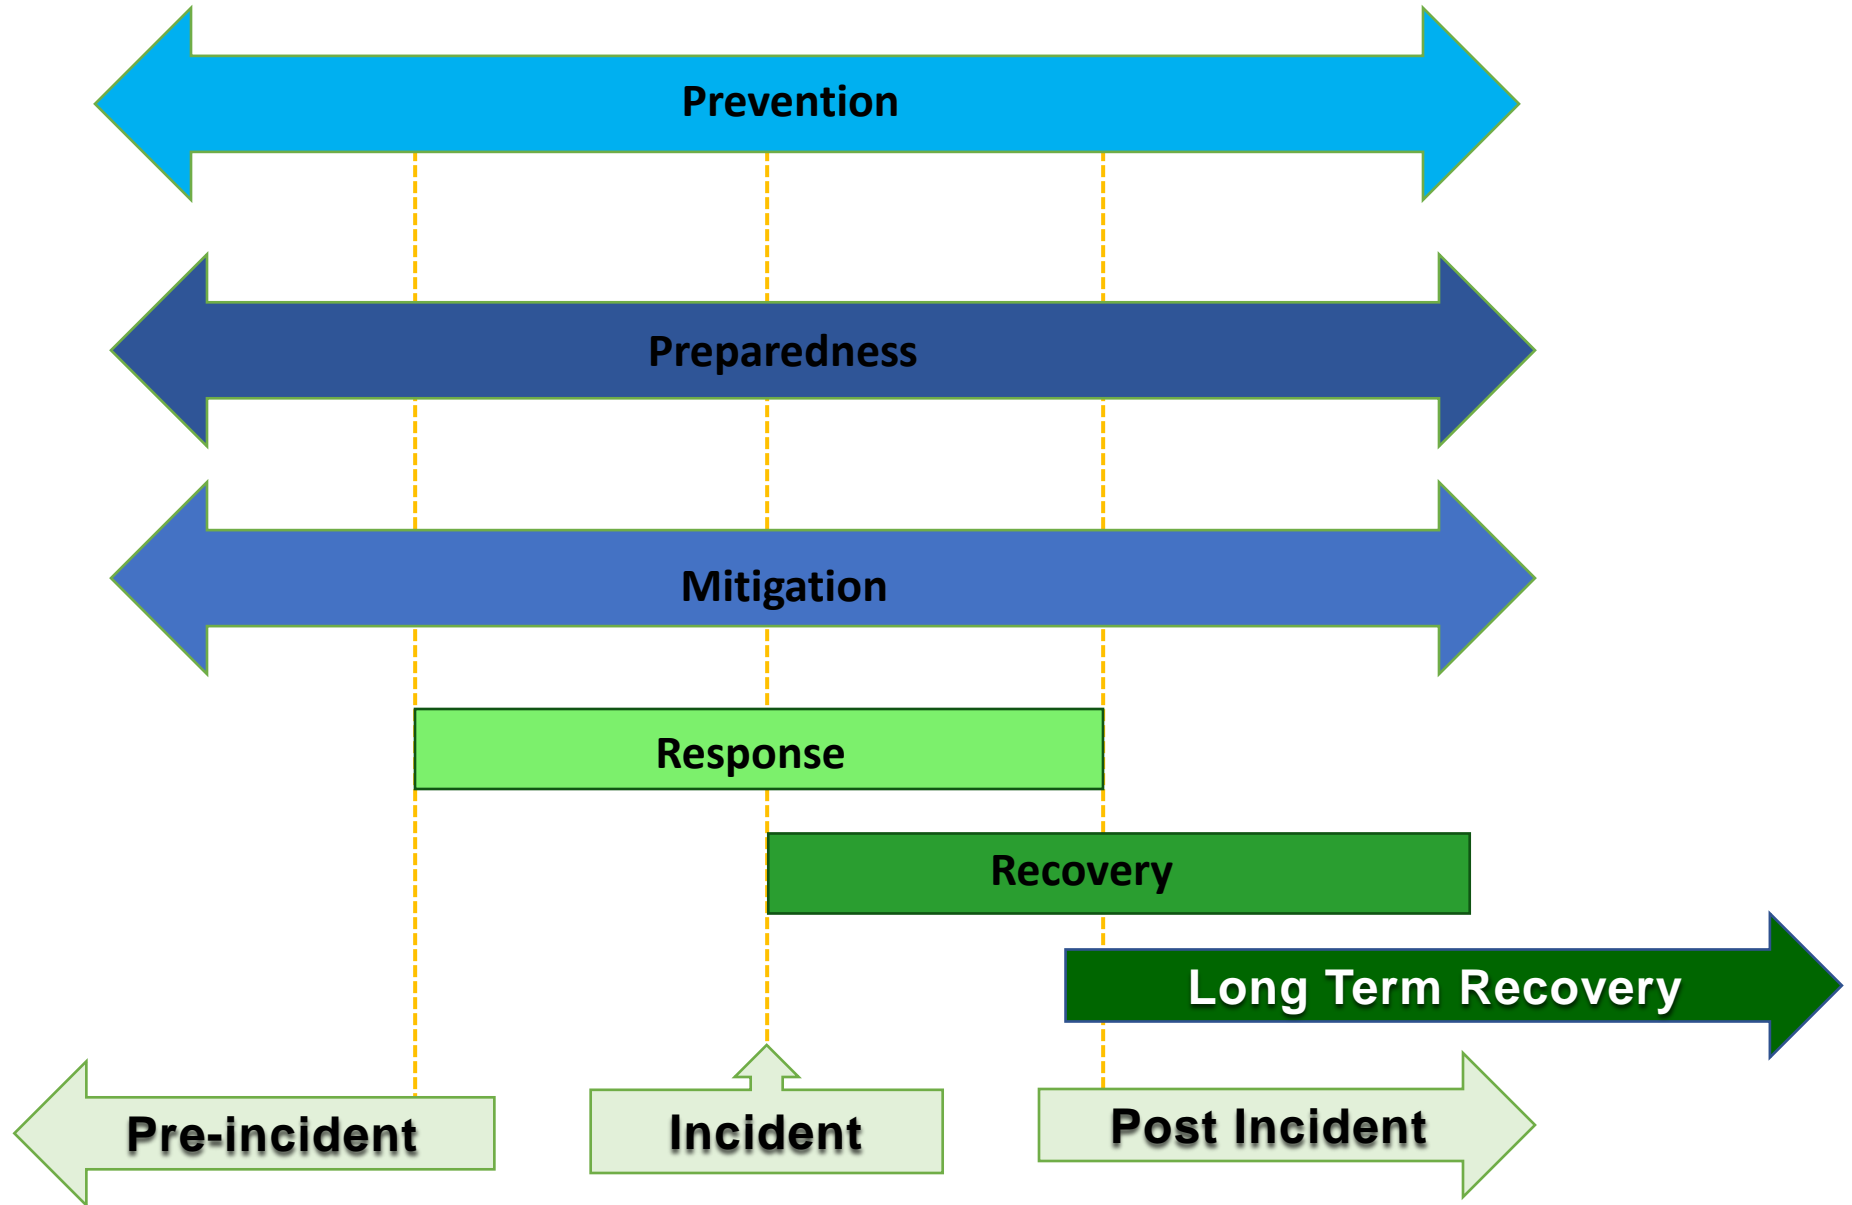 Prevention
Preparedness
Mitigation
Response
Recovery
Long Term Recovery
Pre-incident
Incident
Post Incident